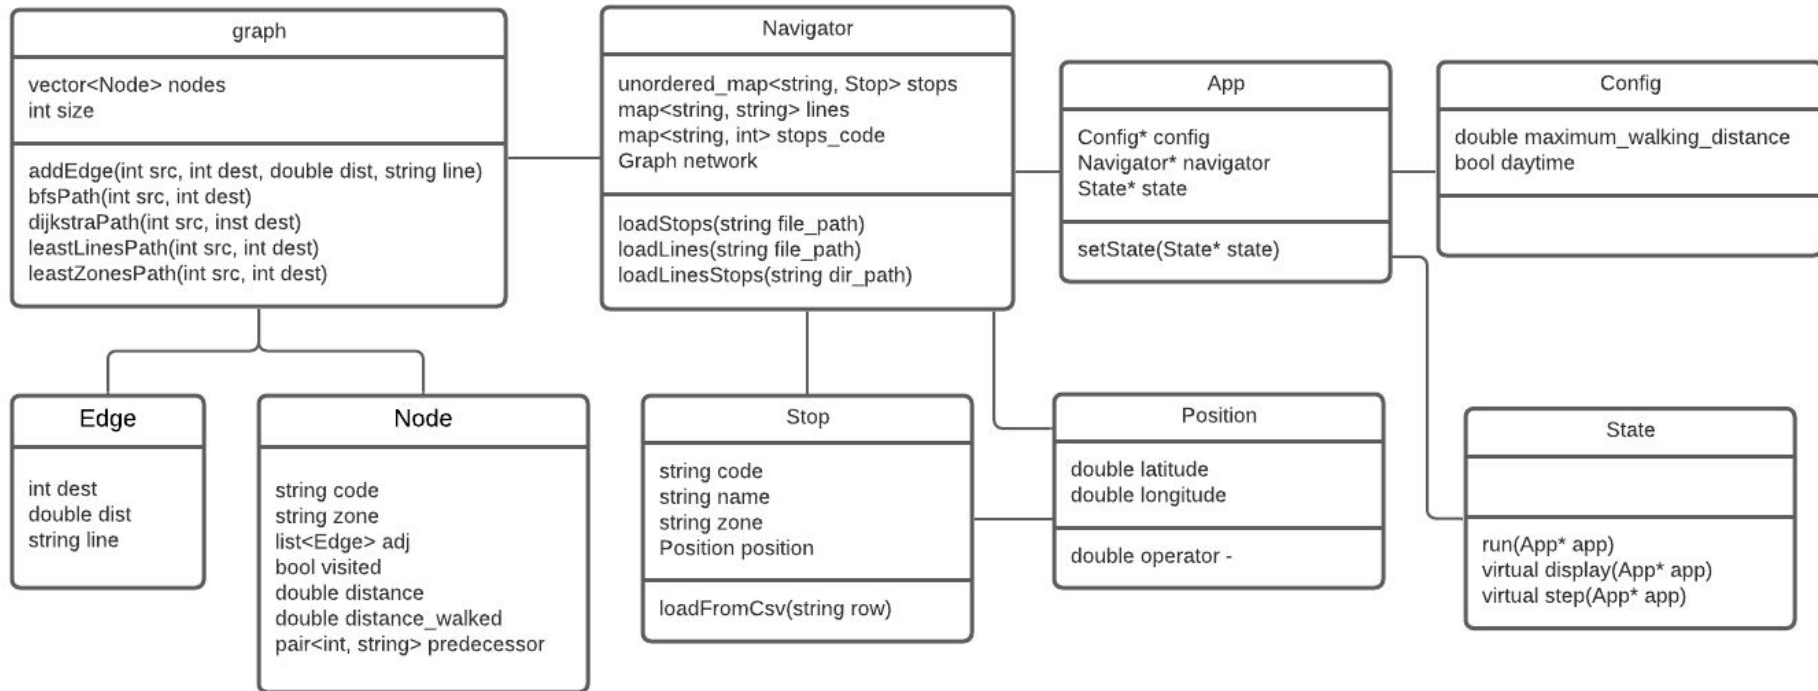 graph
vector<Node> nodes
int size
addEdge(int src, int dest, double dist, string line)
bfsPath(int src, int dest)
dijkstraPath(int src, inst dest)
leastLinesPath(int src, int dest)
leastZonesPath(int src, int dest)
Navigator
unordered_map<string, Stop> stops
map<string, string> lines
map<string, int> stops_code
Graph network
loadStops(string file_path)
loadLines(string file_path)
loadLinesStops(string dir_path)
App
Config* config
Navigator* navigator
State* state
setState(State* state)
Config
double maximum_walking_distance
bool daytime
Edge
int dest
double dist
string line
Node
string code
string zone
list<Edge> adj
bool visited
double distance
double distance_walked
pair<int, string> predecessor
Stop
string code
string name
string zone
Position position
loadFromCsv(string row)
Position
double latitude
double longitude
double operator -
State
run(App* app)
virtual display(App* app)
virtual step(App* app)